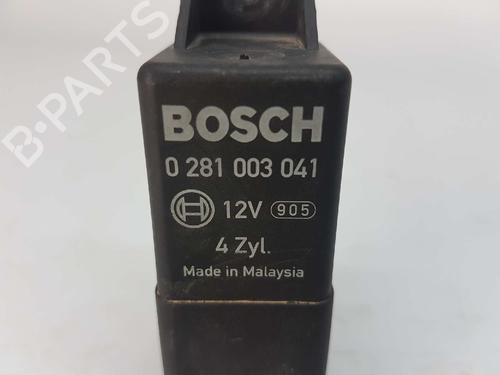 BOSCH
0 281 003 041
12V 905
4 Zyl.
Made in Malaysia
B-PARTS